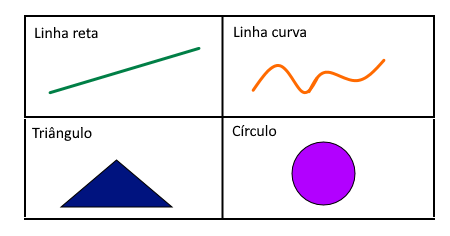 Linha reta
Linha curva
Triângulo
Círculo